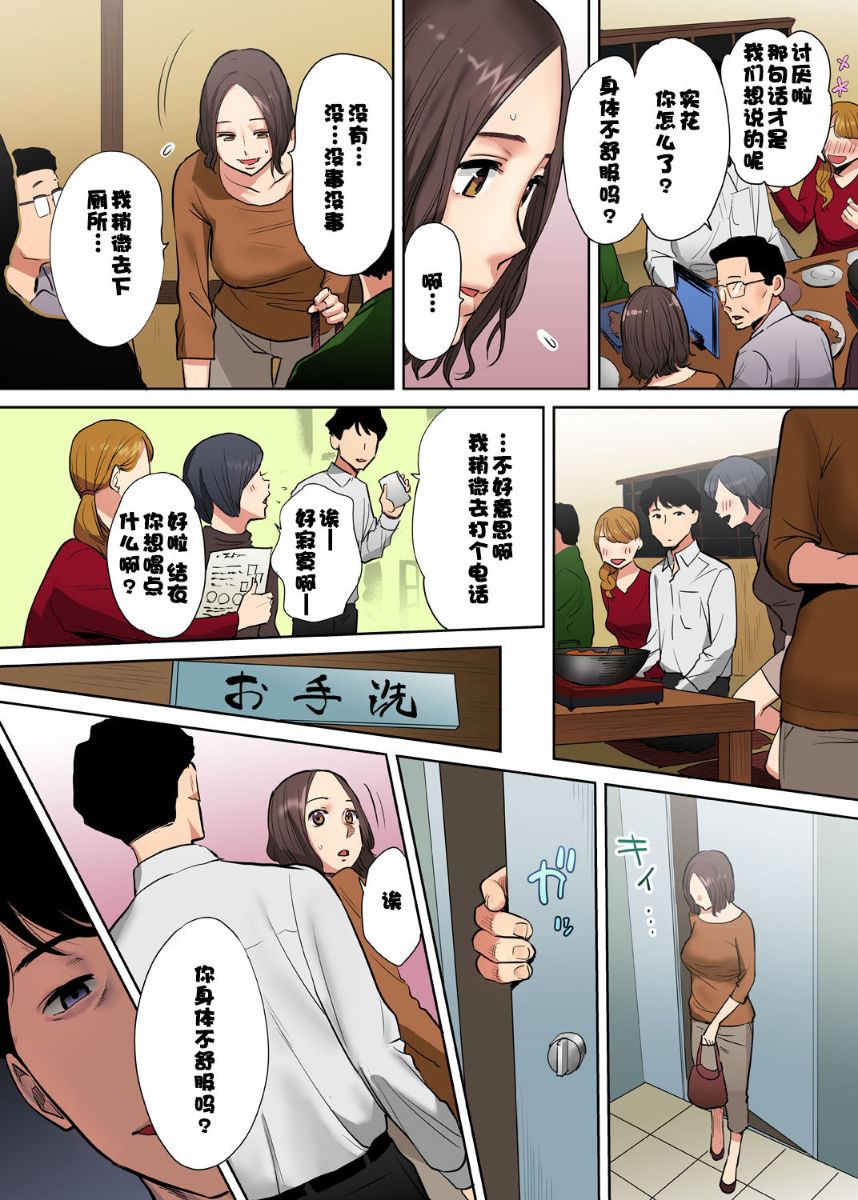 讨厌啦
那句话才是
我们想说的呢
实花
你怎么了？
身体不舒服吗？
啊…
没有…
没…没事没事
我稍微去下
厕所…
…不好意思啊
我稍微去打个电话
诶ー
好寂寞啊ー
好啦 结衣
你想喝点
什么啊？
お手洗
キィ…
ガッ
诶
你身体不舒服吗？